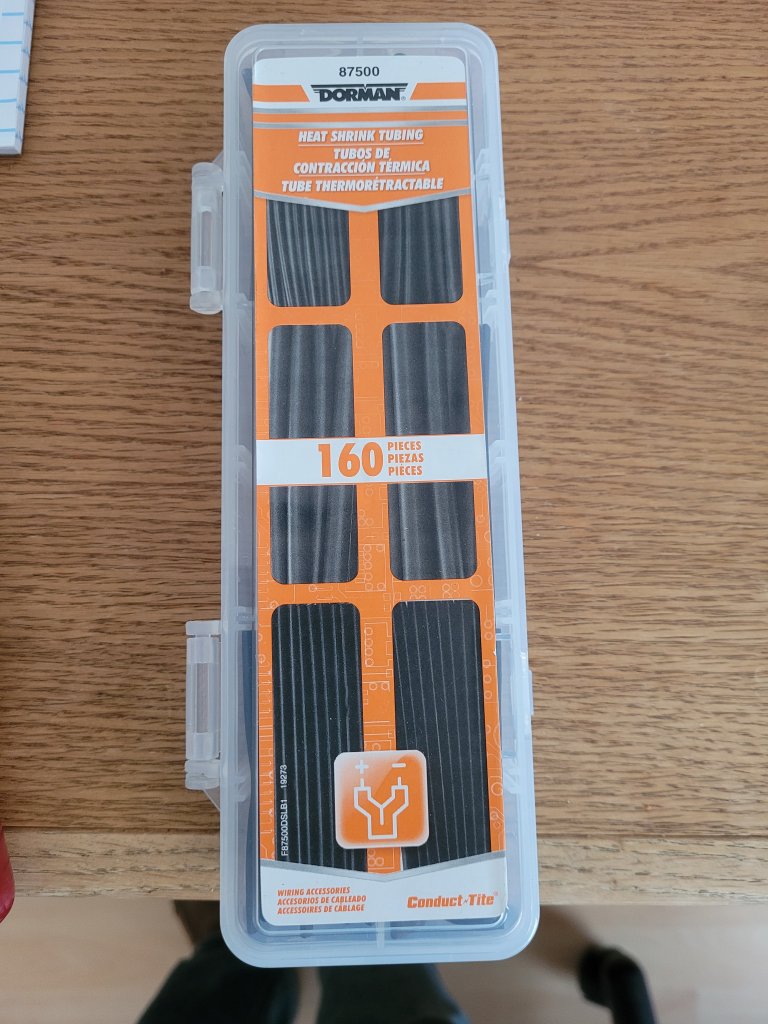 87500
DORMAN®
HEAT SHRINK TUBING
TUBOS DE
CONTRACCIÓN TÉRMICA
TUBE THERMORÉTRACTABLE
160 PIECES
PIEZAS
PIÈCES
F87500DSLB1 19273
+ −
WIRING ACCESSORIES
ACCESORIOS DE CABLEADO
ACCESSOIRES DE CÂBLAGE
Conduct-Tite®